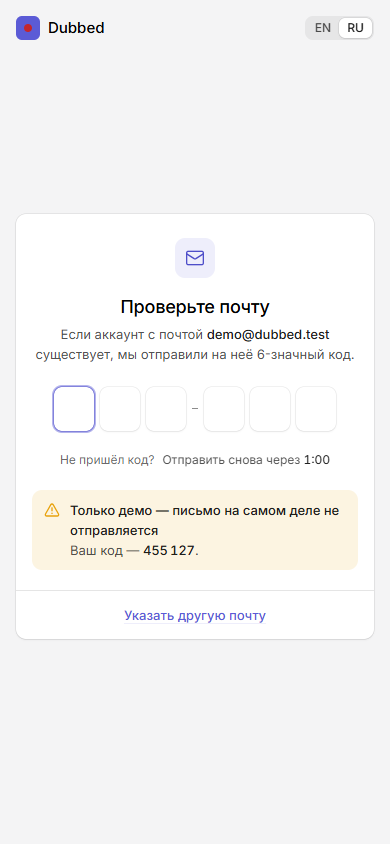 Dubbed
EN RU
Проверьте почту
Если аккаунт с почтой demo@dubbed.test
существует, мы отправили на неё 6-значный код.
–
Не пришёл код? Отправить снова через 1:00
Только демо — письмо на самом деле не
отправляется
Ваш код — 455 127.
Указать другую почту